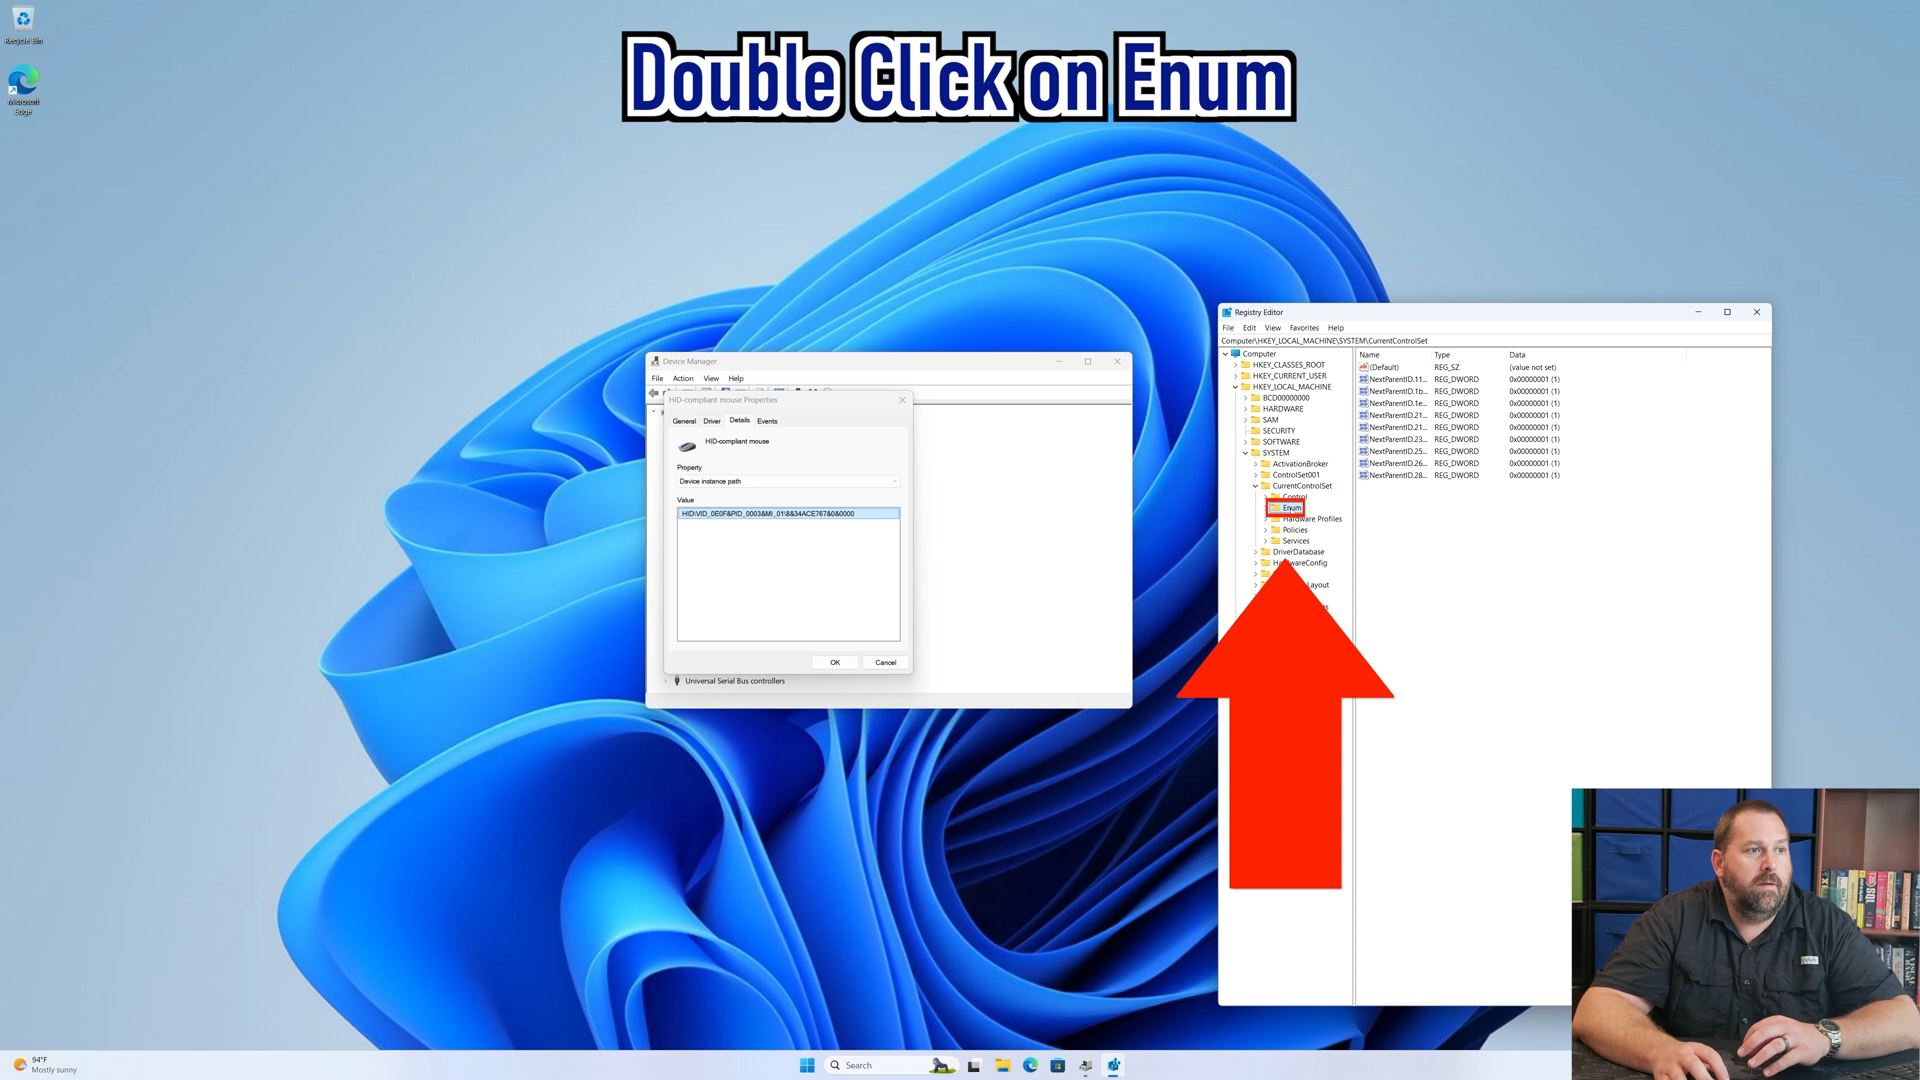 Recycle Bin
Microsoft
Edge
Double Click on Enum
Device Manager
File Action View Help
HID-compliant mouse Properties
General Driver Details Events
HID-compliant mouse
Property
Device instance path
Value
HID\VID_0E0F&PID_0003&MI_01\8&34ACE767&0&0000
OK Cancel
Universal Serial Bus controllers
Registry Editor
File Edit View Favorites Help
Computer\HKEY_LOCAL_MACHINE\SYSTEM\CurrentControlSet
Computer
HKEY_CLASSES_ROOT
HKEY_CURRENT_USER
HKEY_LOCAL_MACHINE
BCD00000000
HARDWARE
SAM
SECURITY
SOFTWARE
SYSTEM
ActivationBroker
ControlSet001
CurrentControlSet
Control
Enum
Hardware Profiles
Policies
Services
DriverDatabase
HardwareConfig
Layout
Name Type Data
(Default) REG_SZ (value not set)
NextParentID.11... REG_DWORD 0x00000001 (1)
NextParentID.1b... REG_DWORD 0x00000001 (1)
NextParentID.1e... REG_DWORD 0x00000001 (1)
NextParentID.21... REG_DWORD 0x00000001 (1)
NextParentID.21... REG_DWORD 0x00000001 (1)
NextParentID.23... REG_DWORD 0x00000001 (1)
NextParentID.25... REG_DWORD 0x00000001 (1)
NextParentID.26... REG_DWORD 0x00000001 (1)
NextParentID.28... REG_DWORD 0x00000001 (1)
SQL
94°F
Mostly sunny
Search